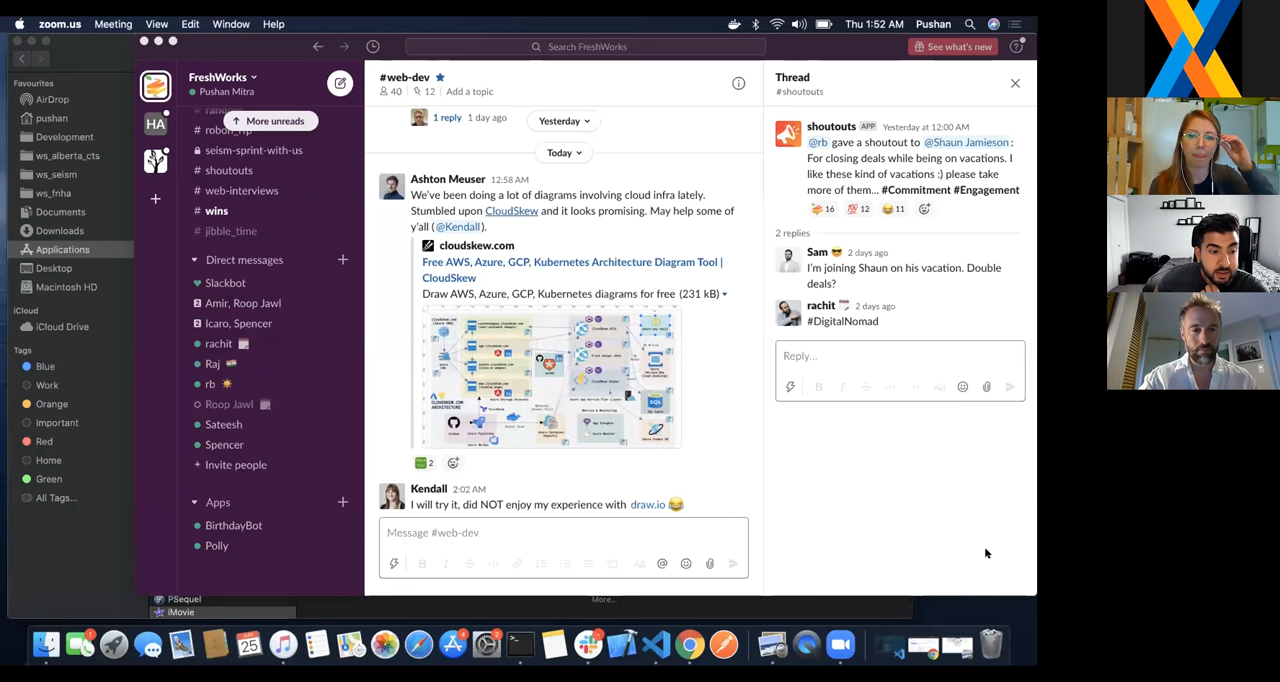 zoom.us Meeting View Edit Window Help
Thu 1:52 AM Pushan
Favourites
AirDrop
pushan
Development
ws_alberta_cts
ws_seism
ws_fnha
Documents
Downloads
Applications
Desktop
Macintosh HD
iCloud
iCloud Drive
Tags
Blue
Work
Orange
Important
Red
Home
Green
All Tags...
Search FreshWorks
See what's new
HA
FreshWorks
Pushan Mitra
More unreads
# seism-sprint-with-us
# shoutouts
# web-interviews
# wins
# jibble_time
Direct messages
Slackbot
2 Amir, Roop Jawl
2 Icaro, Spencer
rachit
Raj
rb
Roop Jawl
Sateesh
Spencer
+ Invite people
Apps
BirthdayBot
Polly
#web-dev
40 12 Add a topic
1 reply 1 day ago
Yesterday
Today
Ashton Meuser 12:58 AM
We've been doing a lot of diagrams involving cloud infra lately.
Stumbled upon CloudSkew and it looks promising. May help some of
y'all (@Kendall).
cloudskew.com
Free AWS, Azure, GCP, Kubernetes Architecture Diagram Tool |
CloudSkew
Draw AWS, Azure, GCP, Kubernetes diagrams for free (231 kB)
CLOUDSKEW.COM
ARCHITECTURE
SQL
2
Kendall 2:02 AM
I will try it, did NOT enjoy my experience with draw.io
Message #web-dev
Thread
#shoutouts
shoutouts APP Yesterday at 12:00 AM
@rb gave a shoutout to @Shaun Jamieson:
For closing deals while being on vacations. I
like these kind of vacations :) please take
more of them... #Commitment #Engagement
16 12 11
2 replies
Sam 2 days ago
I'm joining Shaun on his vacation. Double
deals?
rachit 2 days ago
#DigitalNomad
Reply...
PSequel
iMovie
More...
25